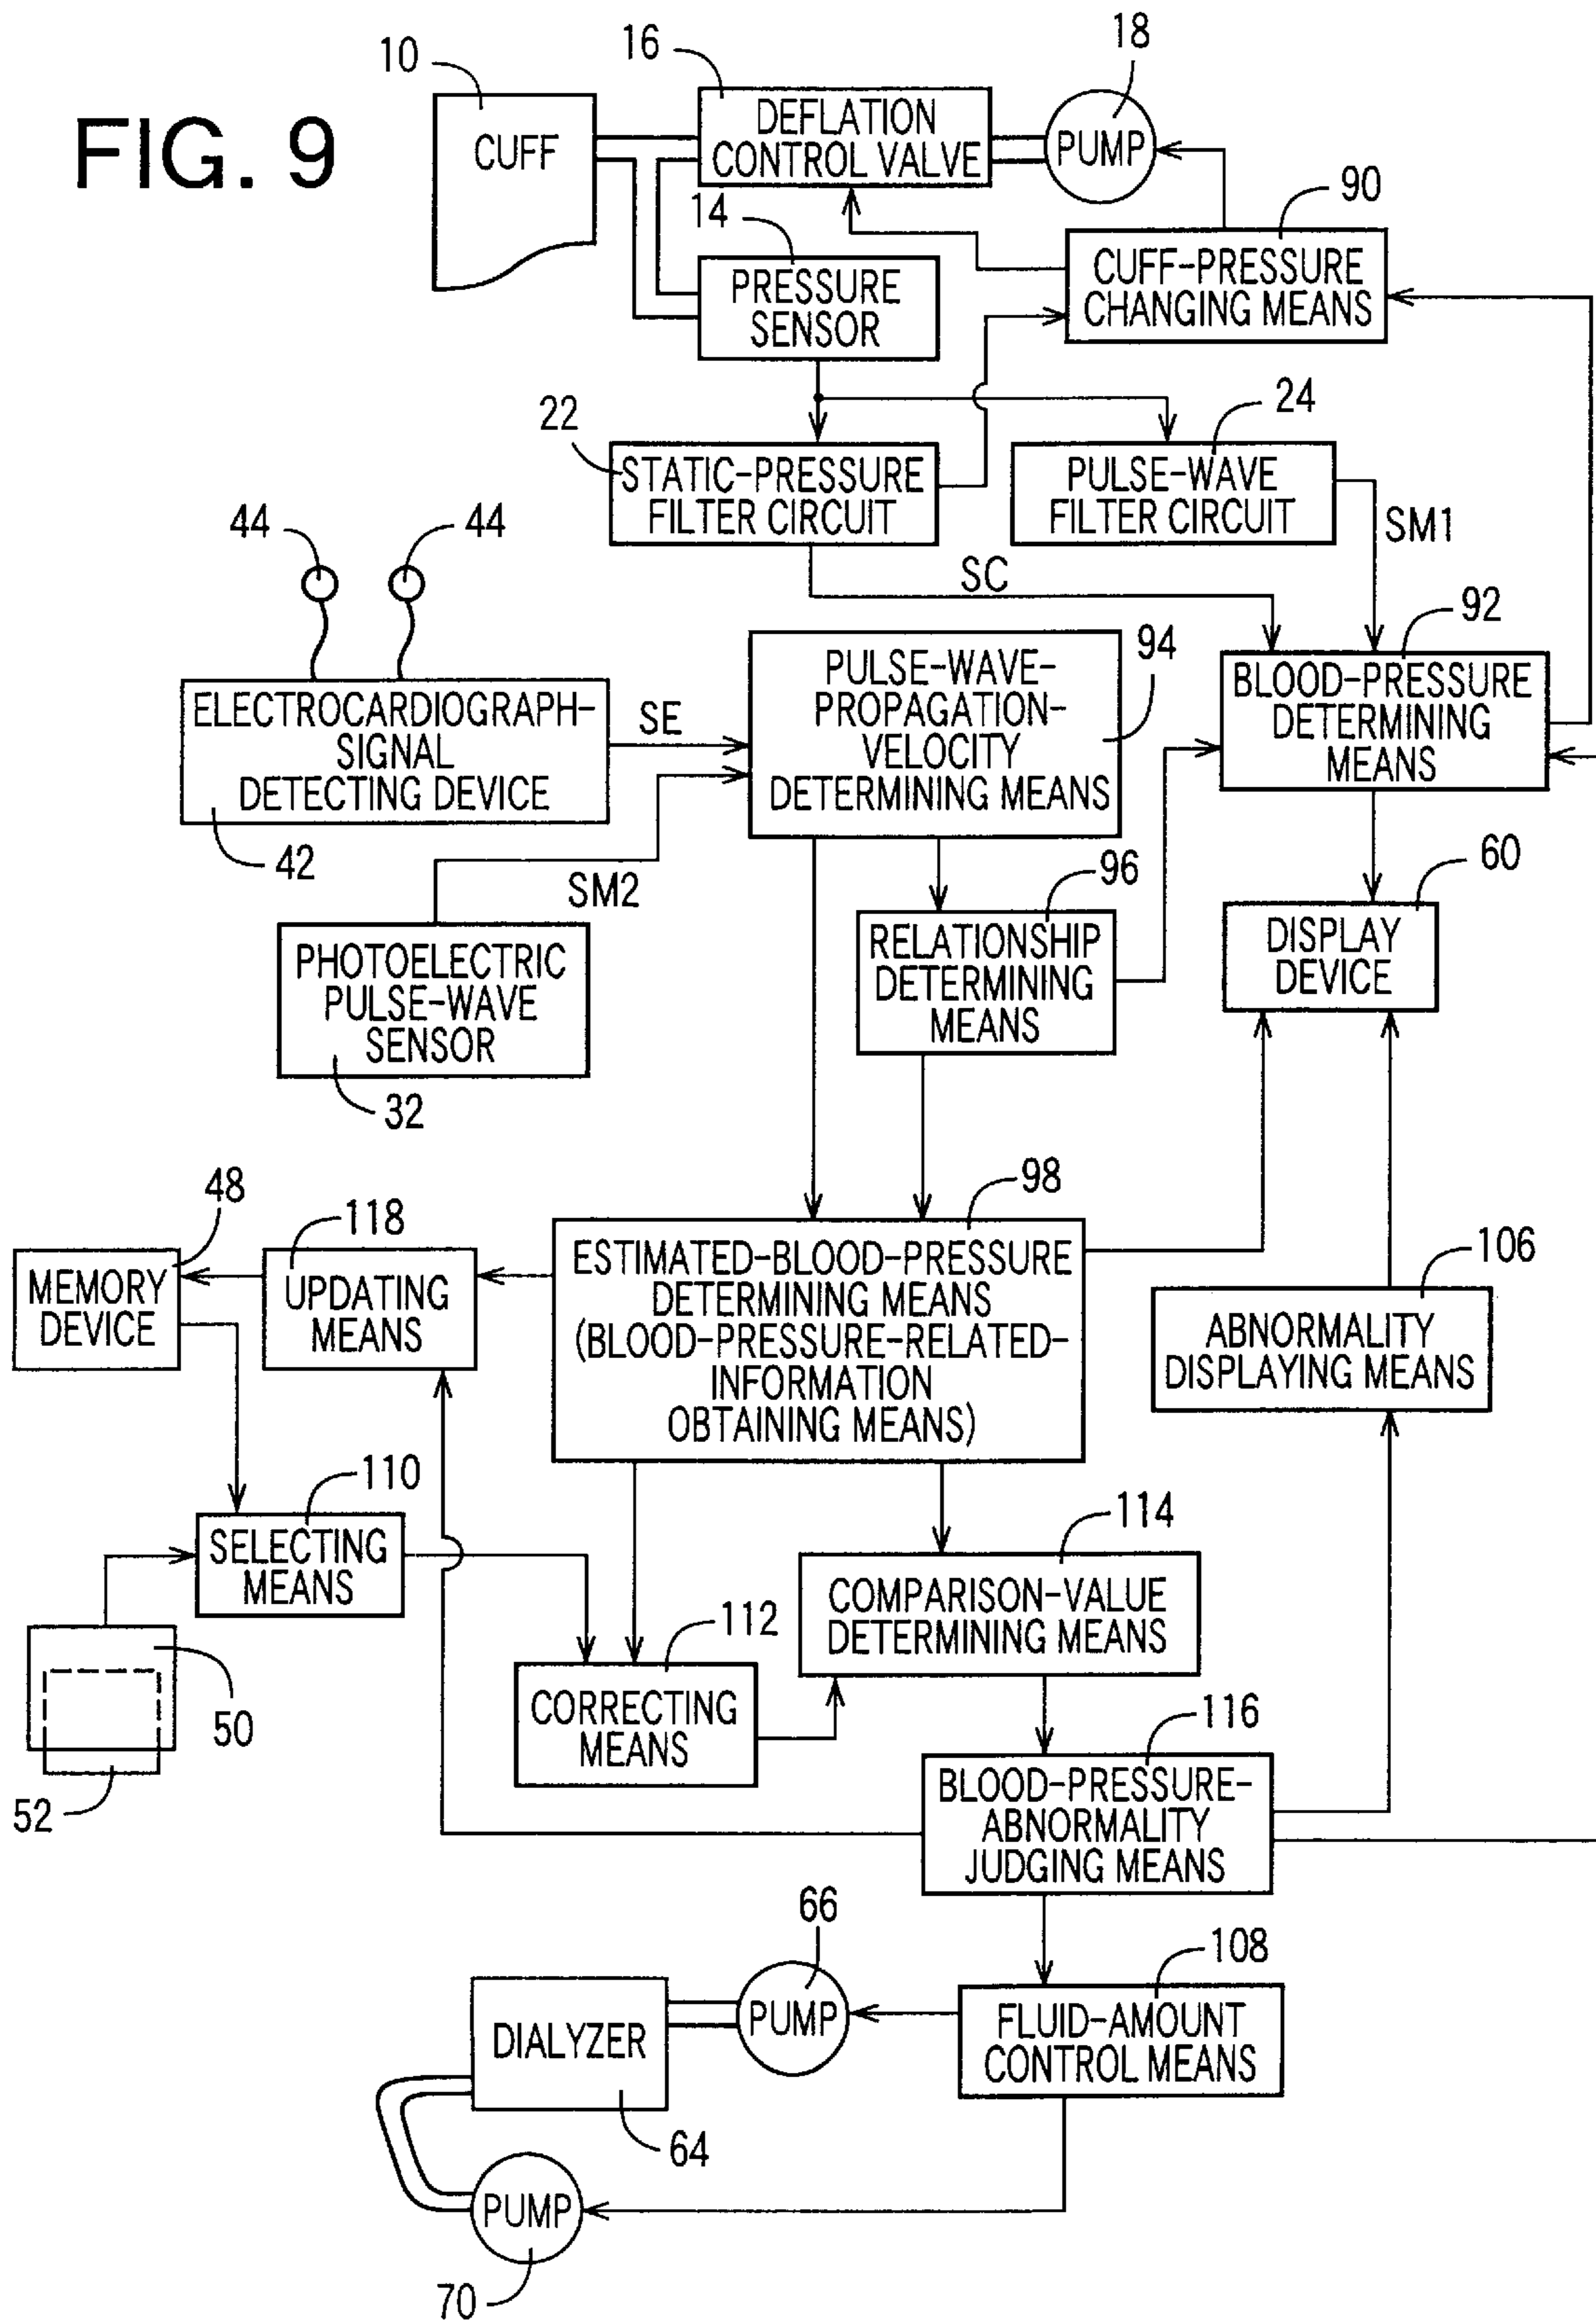 FIG. 9
10
CUFF
16
DEFLATION
CONTROL VALVE
18
PUMP
14
PRESSURE
SENSOR
90
CUFF-PRESSURE
CHANGING MEANS
22
STATIC-PRESSURE
FILTER CIRCUIT
24
PULSE-WAVE
FILTER CIRCUIT
SM1
SC
44
44
ELECTROCARDIOGRAPH-
SIGNAL
DETECTING DEVICE
42
SE
SM2
94
PULSE-WAVE-
PROPAGATION-
VELOCITY
DETERMINING MEANS
92
BLOOD-PRESSURE
DETERMINING
MEANS
PHOTOELECTRIC
PULSE-WAVE
SENSOR
32
96
RELATIONSHIP
DETERMINING
MEANS
60
DISPLAY
DEVICE
48
MEMORY
DEVICE
118
UPDATING
MEANS
98
ESTIMATED-BLOOD-PRESSURE
DETERMINING MEANS
(BLOOD-PRESSURE-RELATED-
INFORMATION
OBTAINING MEANS)
106
ABNORMALITY
DISPLAYING MEANS
110
SELECTING
MEANS
50
52
112
CORRECTING
MEANS
114
COMPARISON-VALUE
DETERMINING MEANS
116
BLOOD-PRESSURE-
ABNORMALITY
JUDGING MEANS
66
PUMP
108
FLUID-AMOUNT
CONTROL MEANS
DIALYZER
64
PUMP
70